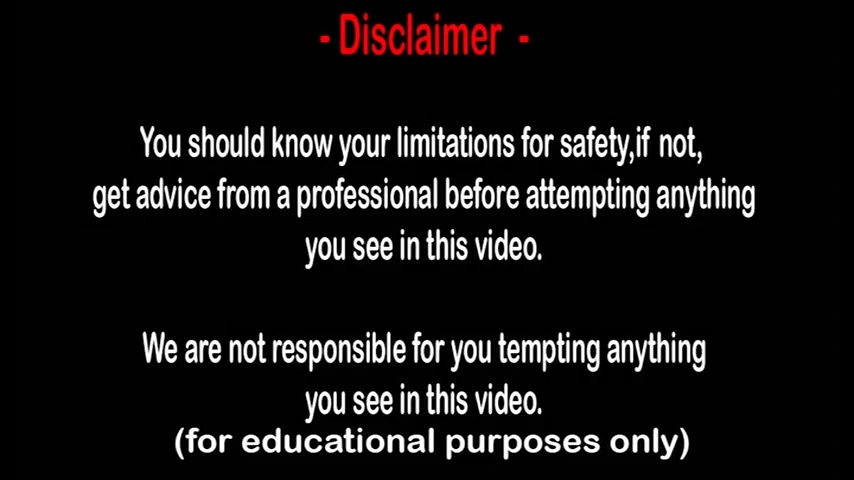 - Disclaimer -
You should know your limitations for safety,if not,
get advice from a professional before attempting anything
you see in this video.
We are not responsible for you tempting anything
you see in this video.
(for educational purposes only)